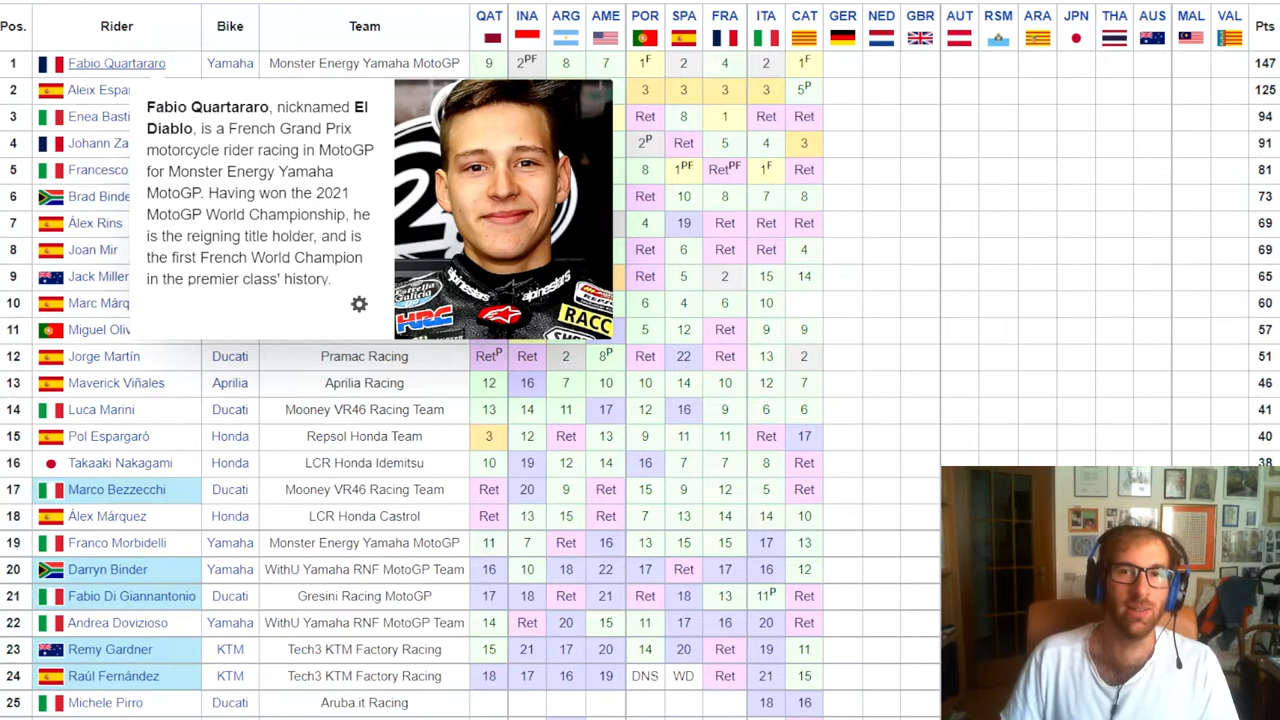 Pos. Rider Bike Team QAT INA ARG AME POR SPA FRA ITA CAT GER NED GBR AUT RSM ARA JPN THA AUS MAL VAL Pts
1 Fabio Quartararo Yamaha Monster Energy Yamaha MotoGP 9 2PF 8 7 1F 2 4 2 1F 147
2 Aleix Espa 3 3 3 3 5P 125
3 Enea Basti Ret 8 1 Ret Ret 94
4 Johann Za 2P Ret 5 4 3 91
5 Francesco 8 1PF RetPF 1F Ret 81
6 Brad Binde Ret 10 8 7 8 73
7 Álex Rins 4 19 Ret Ret Ret 69
8 Joan Mir Ret 6 Ret Ret 4 69
9 Jack Miller Ret 5 2 15 14 65
10 Marc Márq 6 4 6 10 60
11 Miguel Oliv 5 12 Ret 9 9 57
Fabio Quartararo, nicknamed El
Diablo, is a French Grand Prix
motorcycle rider racing in MotoGP
for Monster Energy Yamaha
MotoGP. Having won the 2021
MotoGP World Championship, he
is the reigning title holder, and is
the first French World Champion
in the premier class' history.
2.
alpinestars
alpinestars
Estrella
Galicia
HRC
REPSOL
RACC
12 Jorge Martín Ducati Pramac Racing RetP Ret 2 8P Ret 22 Ret 13 2 51
13 Maverick Viñales Aprilia Aprilia Racing 12 16 7 10 10 14 10 12 7 46
14 Luca Marini Ducati Mooney VR46 Racing Team 13 14 11 17 12 16 9 6 6 41
15 Pol Espargaró Honda Repsol Honda Team 3 12 Ret 13 9 11 11 Ret 17 40
16 Takaaki Nakagami Honda LCR Honda Idemitsu 10 19 12 14 16 7 7 8 Ret 38
17 Marco Bezzecchi Ducati Mooney VR46 Racing Team Ret 20 9 Ret 15 9 12 5 Ret
18 Álex Márquez Honda LCR Honda Castrol Ret 13 15 Ret 7 13 14 14 10
19 Franco Morbidelli Yamaha Monster Energy Yamaha MotoGP 11 7 Ret 16 13 15 15 17 13
20 Darryn Binder Yamaha WithU Yamaha RNF MotoGP Team 16 10 18 22 17 Ret 17 16 12
21 Fabio Di Giannantonio Ducati Gresini Racing MotoGP 17 18 Ret 21 Ret 18 13 11P Ret
22 Andrea Dovizioso Yamaha WithU Yamaha RNF MotoGP Team 14 Ret 20 15 11 17 16 20 Ret
23 Remy Gardner KTM Tech3 KTM Factory Racing 15 21 17 20 14 20 Ret 19 11
24 Raúl Fernández KTM Tech3 KTM Factory Racing 18 17 16 19 DNS WD Ret 21 15
25 Michele Pirro Ducati Aruba.it Racing 18 16